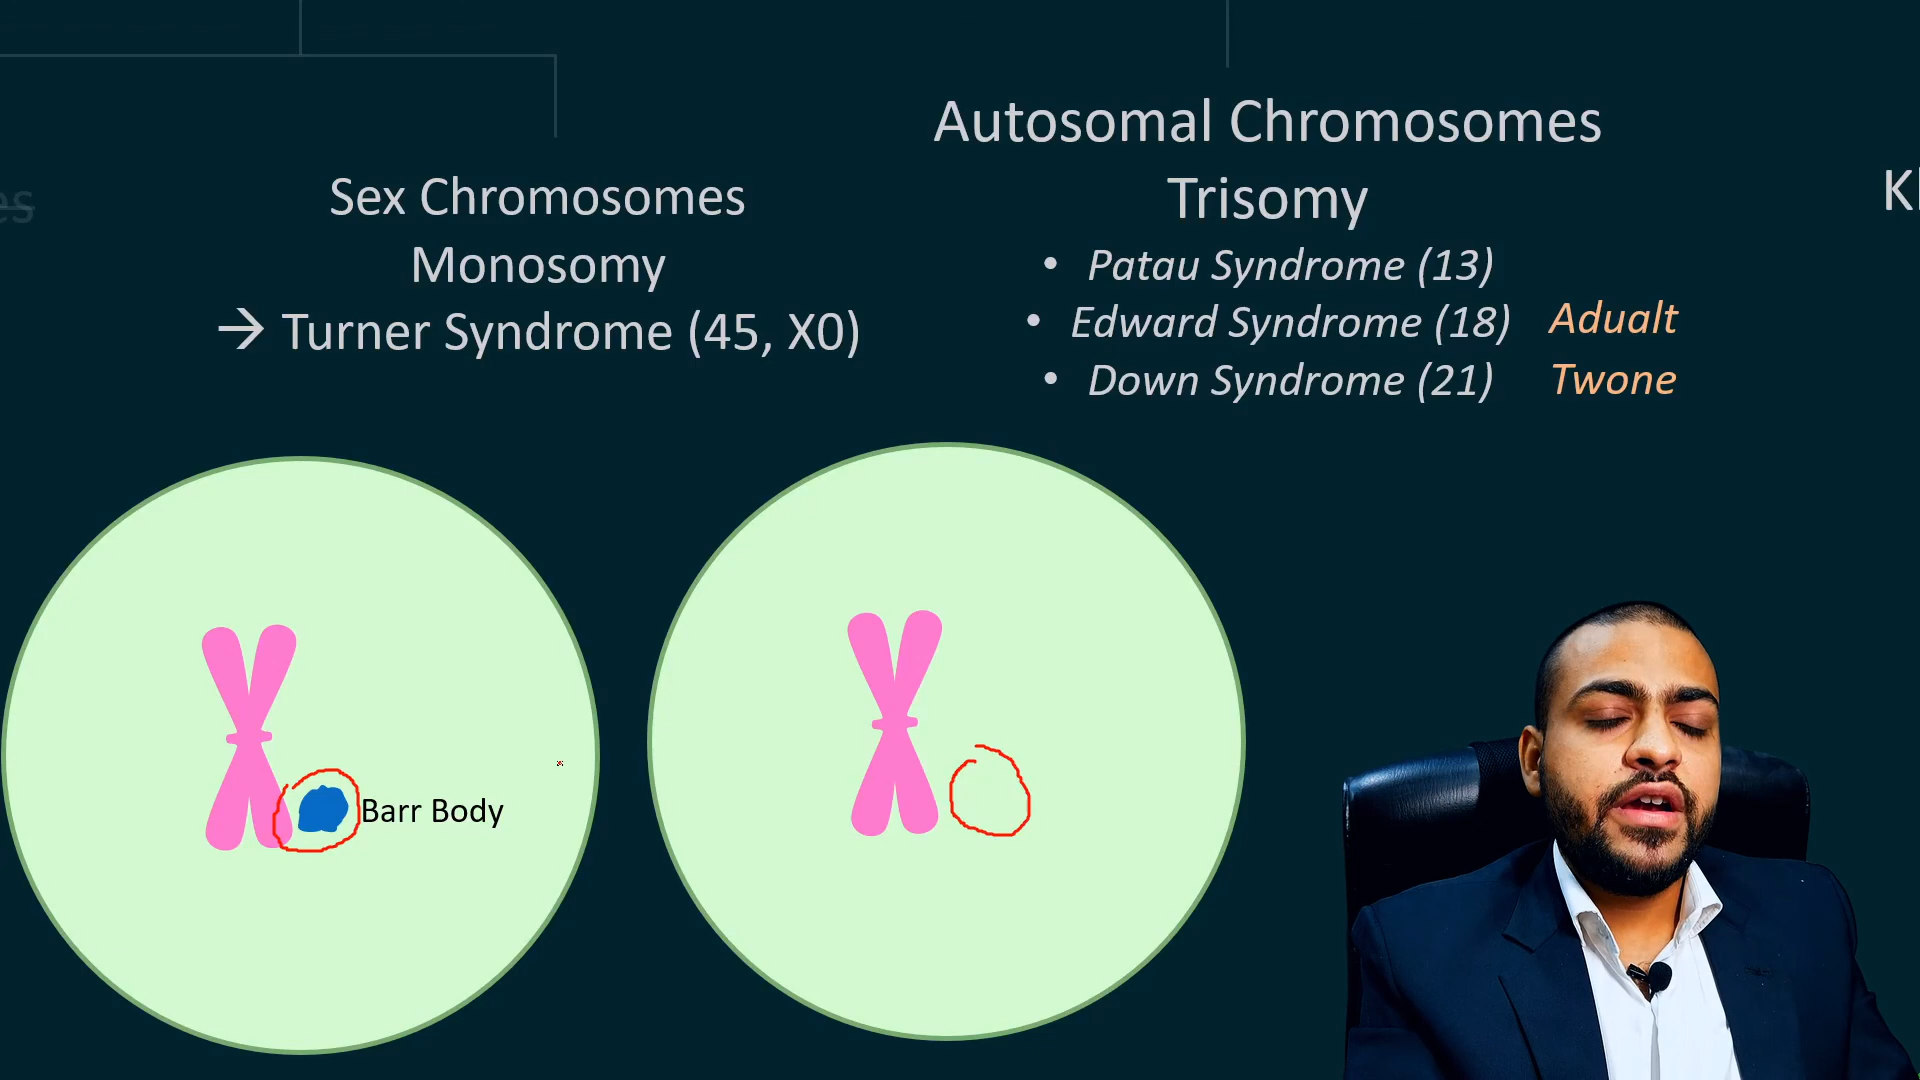 es
Sex Chromosomes
Monosomy
→ Turner Syndrome (45, X0)
Autosomal Chromosomes
Trisomy
• Patau Syndrome (13)
• Edward Syndrome (18) Adualt
• Down Syndrome (21) Twone
Barr Body